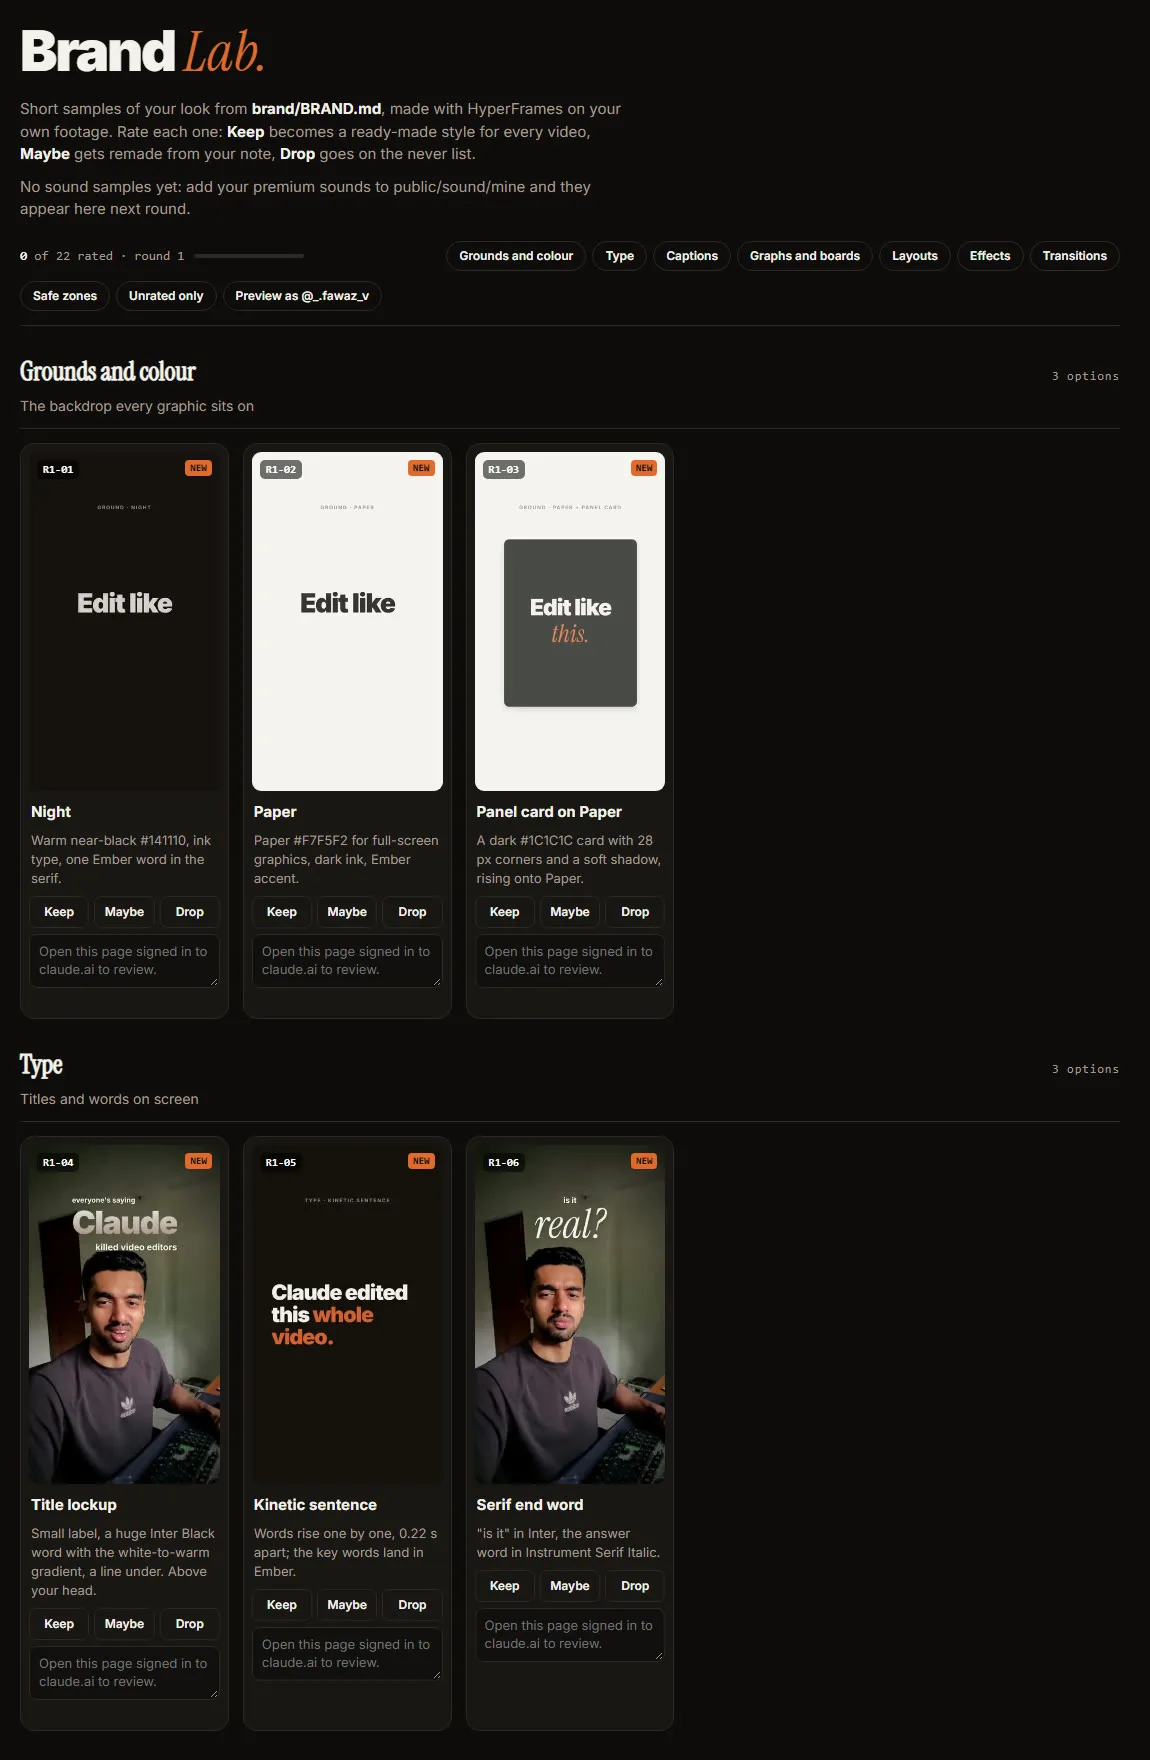 Brand Lab.
Short samples of your look from brand/BRAND.md, made with HyperFrames on your
own footage. Rate each one: Keep becomes a ready-made style for every video,
Maybe gets remade from your note, Drop goes on the never list.
No sound samples yet: add your premium sounds to public/sound/mine and they
appear here next round.
0 of 22 rated · round 1
Grounds and colour
Type
Captions
Graphs and boards
Layouts
Effects
Transitions
Safe zones
Unrated only
Preview as @_.fawaz_v
Grounds and colour
3 options
The backdrop every graphic sits on
R1-01
NEW
GROUND · NIGHT
Edit like
Night
Warm near-black #141110, ink
type, one Ember word in the
serif.
Keep
Maybe
Drop
Open this page signed in to
claude.ai to review.
R1-02
NEW
GROUND · PAPER
Edit like
Paper
Paper #F7F5F2 for full-screen
graphics, dark ink, Ember
accent.
Keep
Maybe
Drop
Open this page signed in to
claude.ai to review.
R1-03
NEW
GROUND · PAPER + PANEL CARD
Edit like
this.
Panel card on Paper
A dark #1C1C1C card with 28
px corners and a soft shadow,
rising onto Paper.
Keep
Maybe
Drop
Open this page signed in to
claude.ai to review.
Type
3 options
Titles and words on screen
R1-04
NEW
everyone's saying
Claude
killed video editors
adidas
Title lockup
Small label, a huge Inter Black
word with the white-to-warm
gradient, a line under. Above
your head.
Keep
Maybe
Drop
Open this page signed in to
claude.ai to review.
R1-05
NEW
TYPE · KINETIC SENTENCE
Claude edited
this whole
video.
Kinetic sentence
Words rise one by one, 0.22 s
apart; the key words land in
Ember.
Keep
Maybe
Drop
Open this page signed in to
claude.ai to review.
R1-06
NEW
is it
real?
adidas
Serif end word
"is it" in Inter, the answer
word in Instrument Serif Italic.
Keep
Maybe
Drop
Open this page signed in to
claude.ai to review.